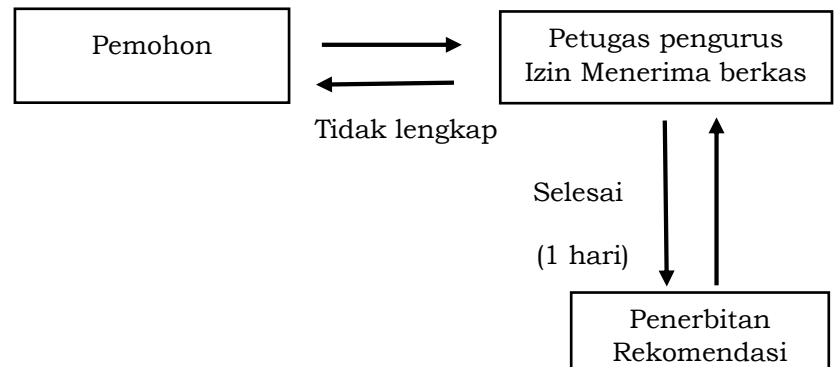 Pemohon
Petugas pengurus
Izin Menerima berkas
Tidak lengkap
Selesai
(1 hari)
Penerbitan
Rekomendasi